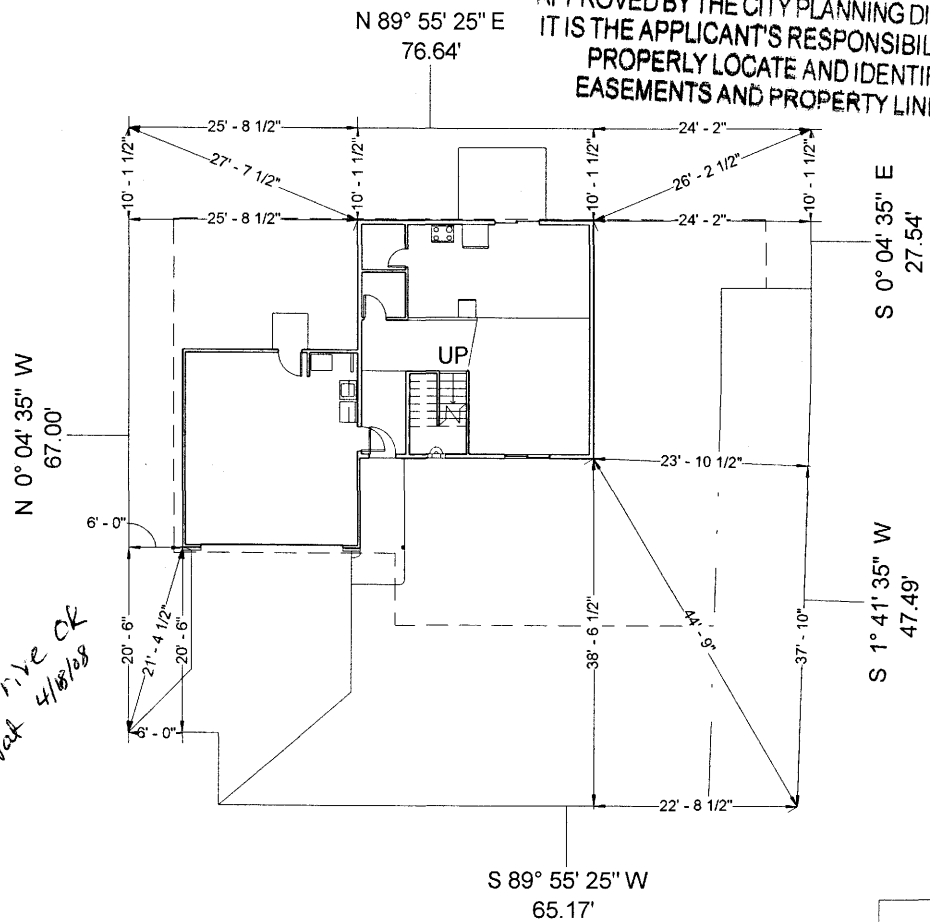 N 89° 55' 25" E
76.64'
APPROVED BY THE CITY PLANNING
IT IS THE APPLICANT'S
PROPERLY LOCATE AND
EASEMENTS AND PROPERTY
25' - 8 1/2"
24' - 2"
10' - 1 1/2"
27' - 7 1/2"
10' - 1 1/2"
10' - 1 1/2"
26' - 2 1/2"
10' - 1 1/2"
25' - 8 1/2"
24' - 2"
S 0° 04' 35" E
27.54'
UP
N 0° 04' 35" W
67.00'
23' - 10 1/2"
6' - 0"
20' - 6"
21' - 4 1/2"
20' - 6"
38' - 6 1/2"
44' - 9"
37' - 10"
S 1° 41' 35" W
47.49'
OK
4/18/08
6' - 0"
22' - 8 1/2"
S 89° 55' 25" W
65.17'